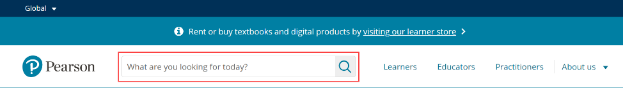 Global
Rent or buy textbooks and digital products by visiting our learner store
Pearson What are you looking for today? Learners Educators Practitioners About us